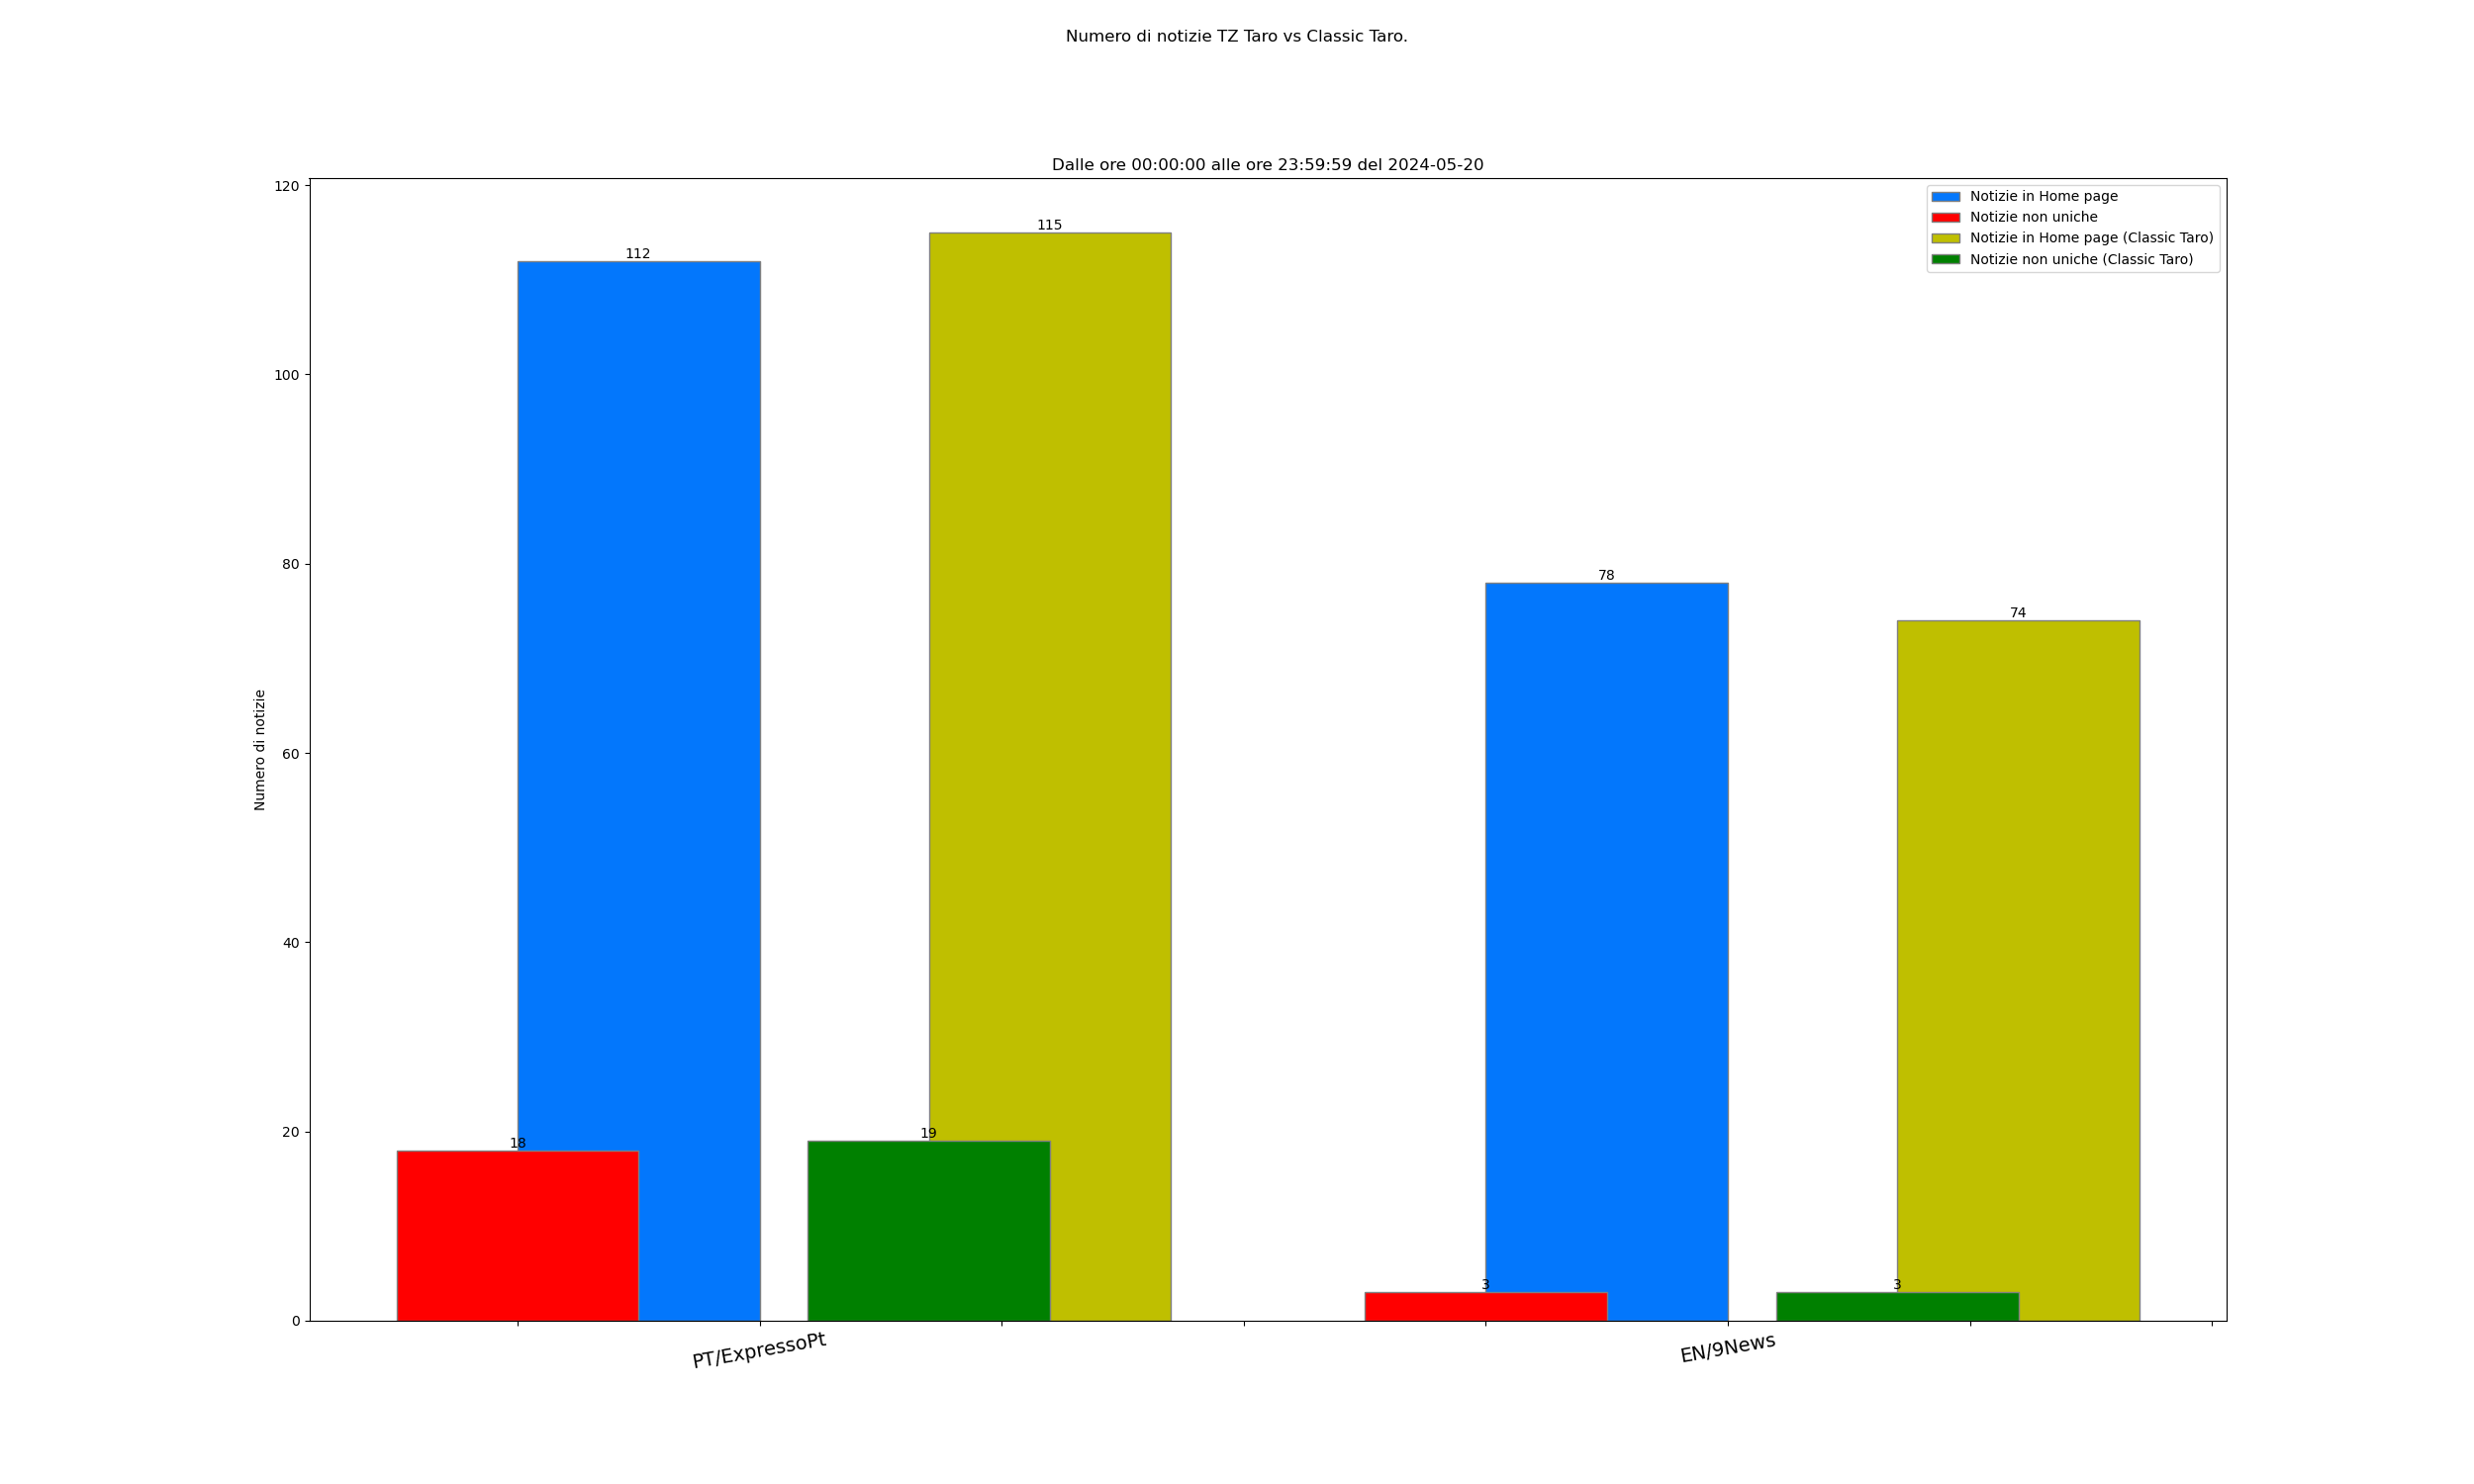 Numero di notizie TZ Taro vs Classic Taro.
Dalle ore 00:00:00 alle ore 23:59:59 del 2024-05-20
Notizie in Home page
Notizie non uniche
Notizie in Home page (Classic Taro)
Notizie non uniche (Classic Taro)
Numero di notizie
120
100
80
60
40
20
0
112
115
78
74
18
19
3
3
PT/ExpressoPt
EN/9News